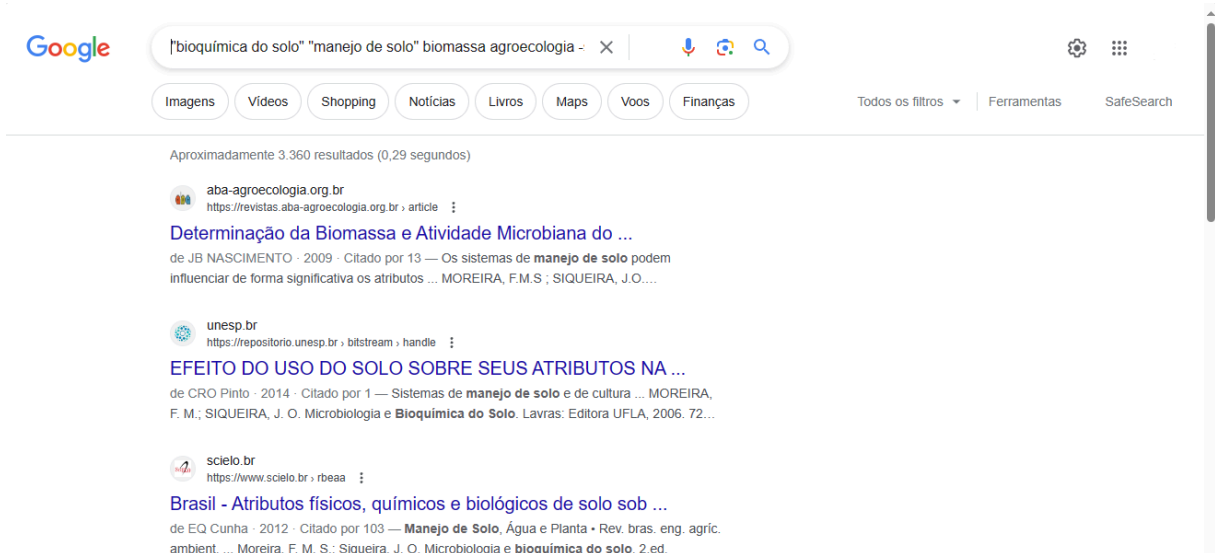 Google
"bioquímica do solo" "manejo de solo" biomassa agroecologia -
Imagens
Vídeos
Shopping
Notícias
Livros
Maps
Voos
Finanças
Todos os filtros
Ferramentas
SafeSearch
Aproximadamente 3.360 resultados (0,29 segundos)
aba-agroecologia.org.br
https://revistas.aba-agroecologia.org.br › article
Determinação da Biomassa e Atividade Microbiana do ...
de JB NASCIMENTO · 2009 · Citado por 13 — Os sistemas de manejo de solo podem
influenciar de forma significativa os atributos ... MOREIRA, F.M.S ; SIQUEIRA, J.O....
unesp.br
https://repositorio.unesp.br › bitstream › handle
EFEITO DO USO DO SOLO SOBRE SEUS ATRIBUTOS NA ...
de CRO Pinto · 2014 · Citado por 1 — Sistemas de manejo de solo e de cultura ... MOREIRA,
F. M.; SIQUEIRA, J. O. Microbiologia e Bioquímica do Solo. Lavras: Editora UFLA, 2006. 72...
scielo.br
https://www.scielo.br › rbeaa
Brasil - Atributos físicos, químicos e biológicos de solo sob ...
de EQ Cunha · 2012 · Citado por 103 — Manejo de Solo, Água e Planta • Rev. bras. eng. agríc.
ambient. ... Moreira, F. M. S.; Siqueira, J. O. Microbiologia e bioquímica do solo. 2.ed.